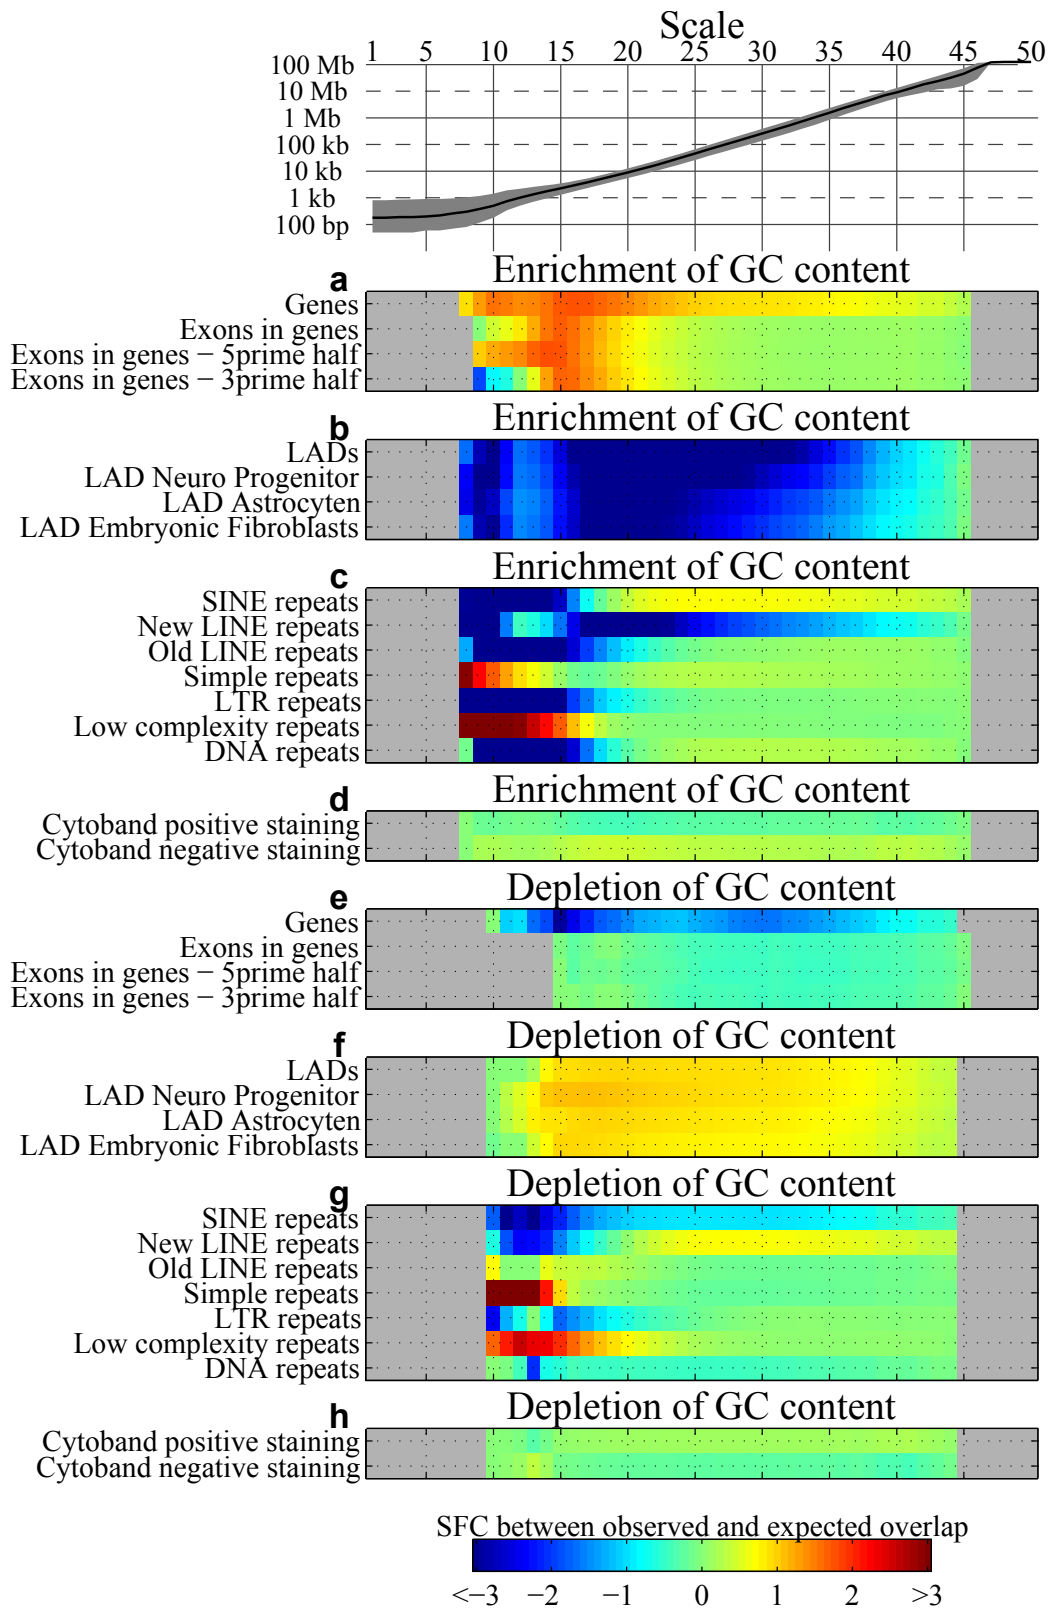 Scale
1 5 10 15 20 25 30 35 40 45 50
100 Mb
10 Mb
1 Mb
100 kb
10 kb
1 kb
100 bp
a Enrichment of GC content
Genes
Exons in genes
Exons in genes − 5prime half
Exons in genes − 3prime half
b Enrichment of GC content
LADs
LAD Neuro Progenitor
LAD Astrocyten
LAD Embryonic Fibroblasts
c Enrichment of GC content
SINE repeats
New LINE repeats
Old LINE repeats
Simple repeats
LTR repeats
Low complexity repeats
DNA repeats
d Enrichment of GC content
Cytoband positive staining
Cytoband negative staining
e Depletion of GC content
Genes
Exons in genes
Exons in genes − 5prime half
Exons in genes − 3prime half
f Depletion of GC content
LADs
LAD Neuro Progenitor
LAD Astrocyten
LAD Embryonic Fibroblasts
g Depletion of GC content
SINE repeats
New LINE repeats
Old LINE repeats
Simple repeats
LTR repeats
Low complexity repeats
DNA repeats
h Depletion of GC content
Cytoband positive staining
Cytoband negative staining
SFC between observed and expected overlap
<−3 −2 −1 0 1 2 >3